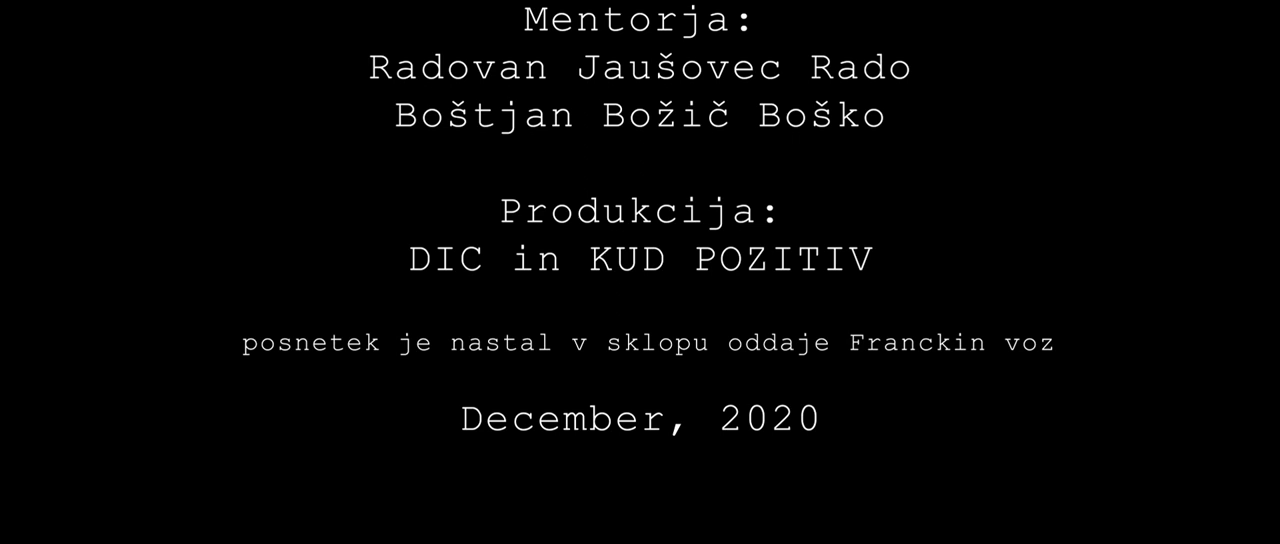 Mentorja:
Radovan Jaušovec Rado
Boštjan Božič Boško
Produkcija:
DIC in KUD POZITIV
posnetek je nastal v sklopu oddaje Franckin voz
December, 2020